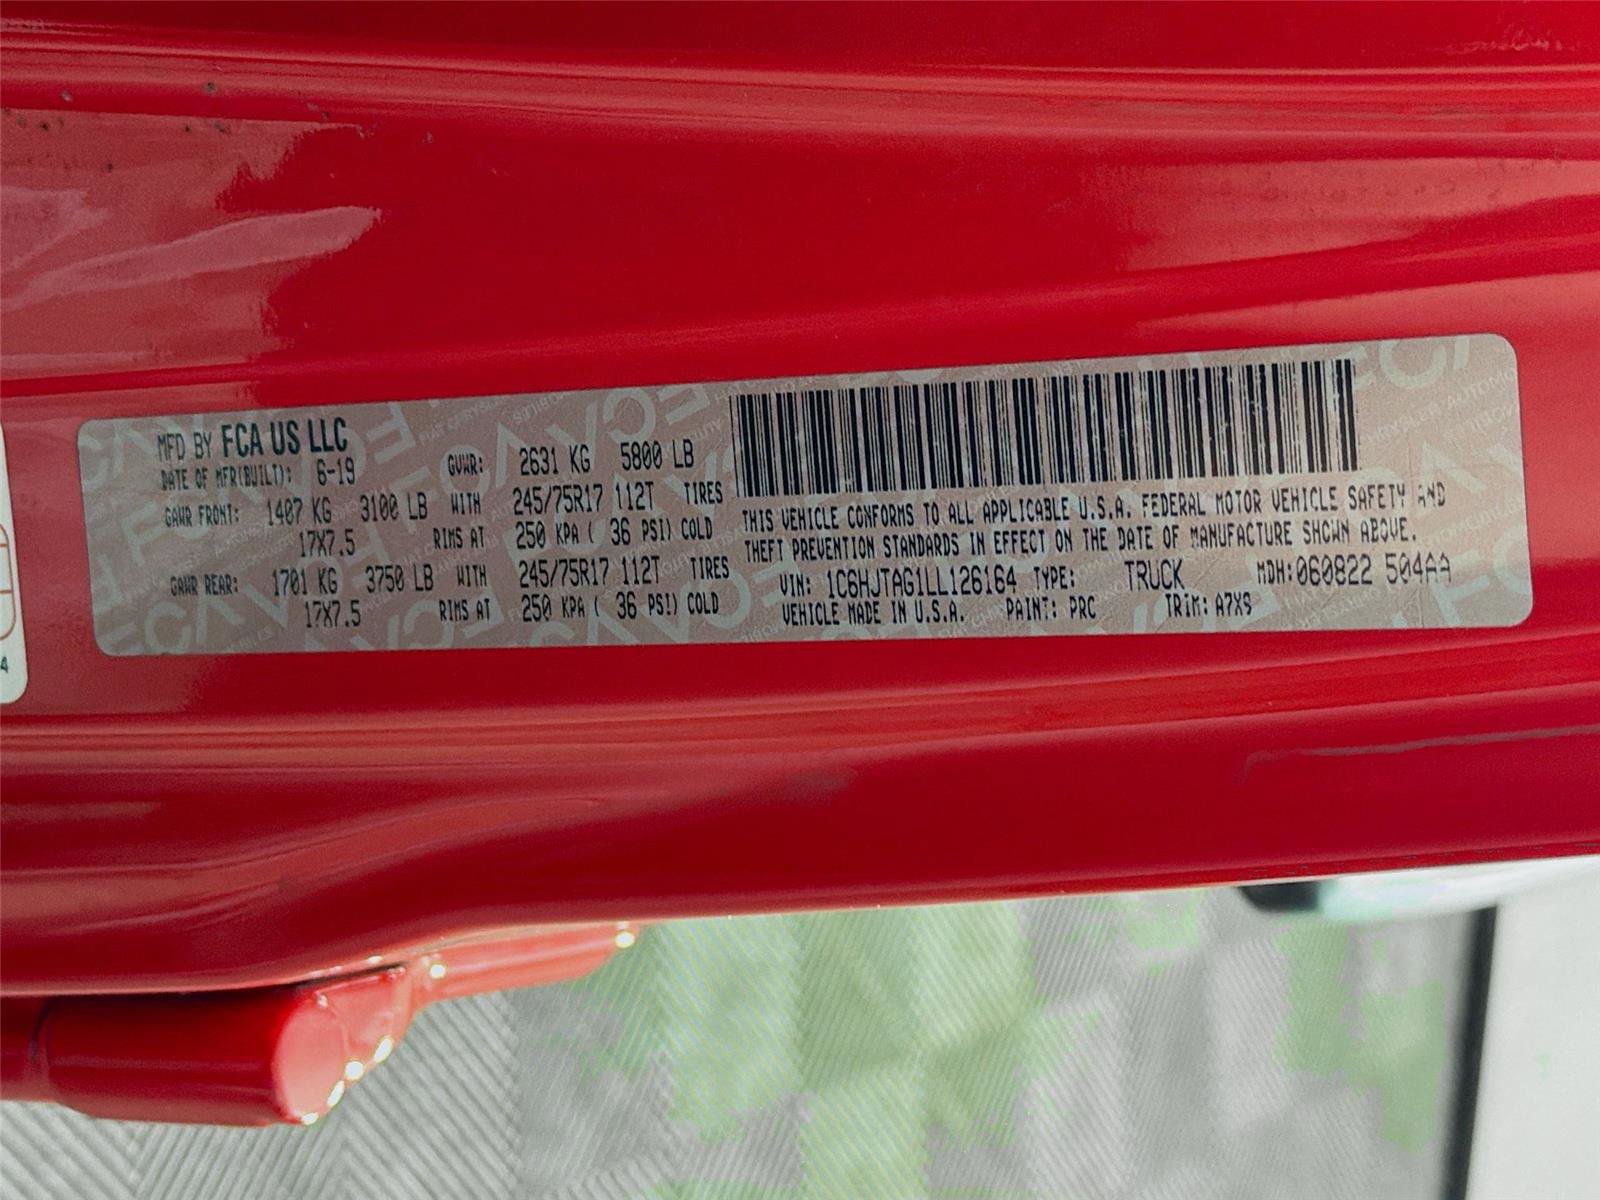 MFD BY FCA US LLC
DATE OF MFR(BUILT): 6-19 GVWR: 2631 KG 5800 LB
GAWR FRONT: 1407 KG 3100 LB WITH 245/75R17 112T TIRES
17X7.5 RIMS AT 250 KPA ( 36 PSI) COLD
GAWR REAR: 1701 KG 3750 LB WITH 245/75R17 112T TIRES
17X7.5 RIMS AT 250 KPA ( 36 PSI) COLD
THIS VEHICLE CONFORMS TO ALL APPLICABLE U.S.A. FEDERAL MOTOR VEHICLE SAFETY AND
THEFT PREVENTION STANDARDS IN EFFECT ON THE DATE OF MANUFACTURE SHOWN ABOVE.
VIN: 1C6HJTAG1LL126164 TYPE: TRUCK MDH:060822 504AA
VEHICLE MADE IN U.S.A. PAINT: PRC TRIM: A7X9
4